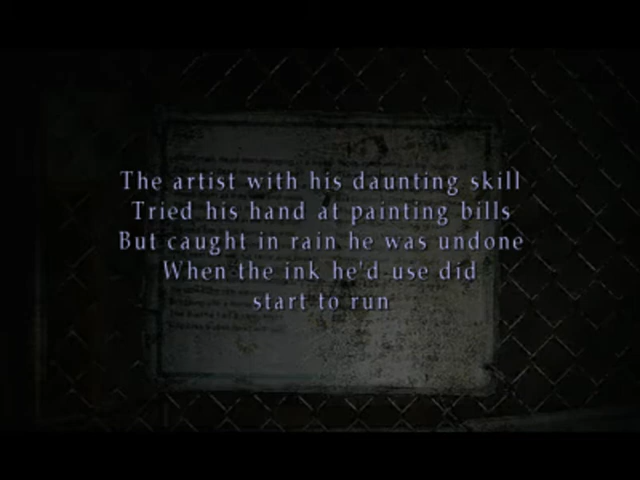 The artist with his daunting skill
Tried his hand at painting bills
But caught in rain he was undone
When the ink he'd use did
start to run